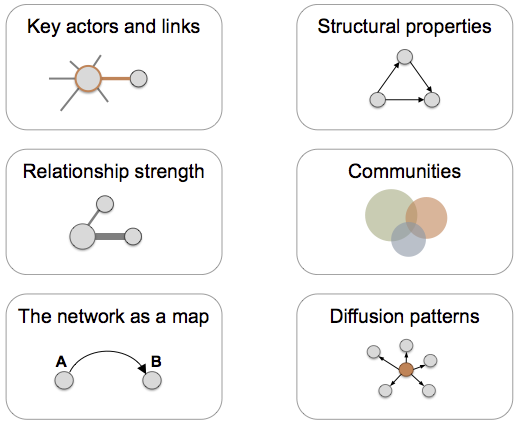 Key actors and links
Structural properties
Relationship strength
Communities
The network as a map
A
B
Diffusion patterns